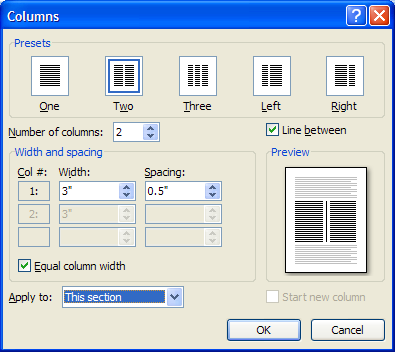 Columns
Presets
One Two Three Left Right
Number of columns: 2
Line between
Width and spacing
Preview
Col #: Width: Spacing:
1: 3" 0.5"
2: 3"
Equal column width
Apply to: This section
Start new column
OK Cancel